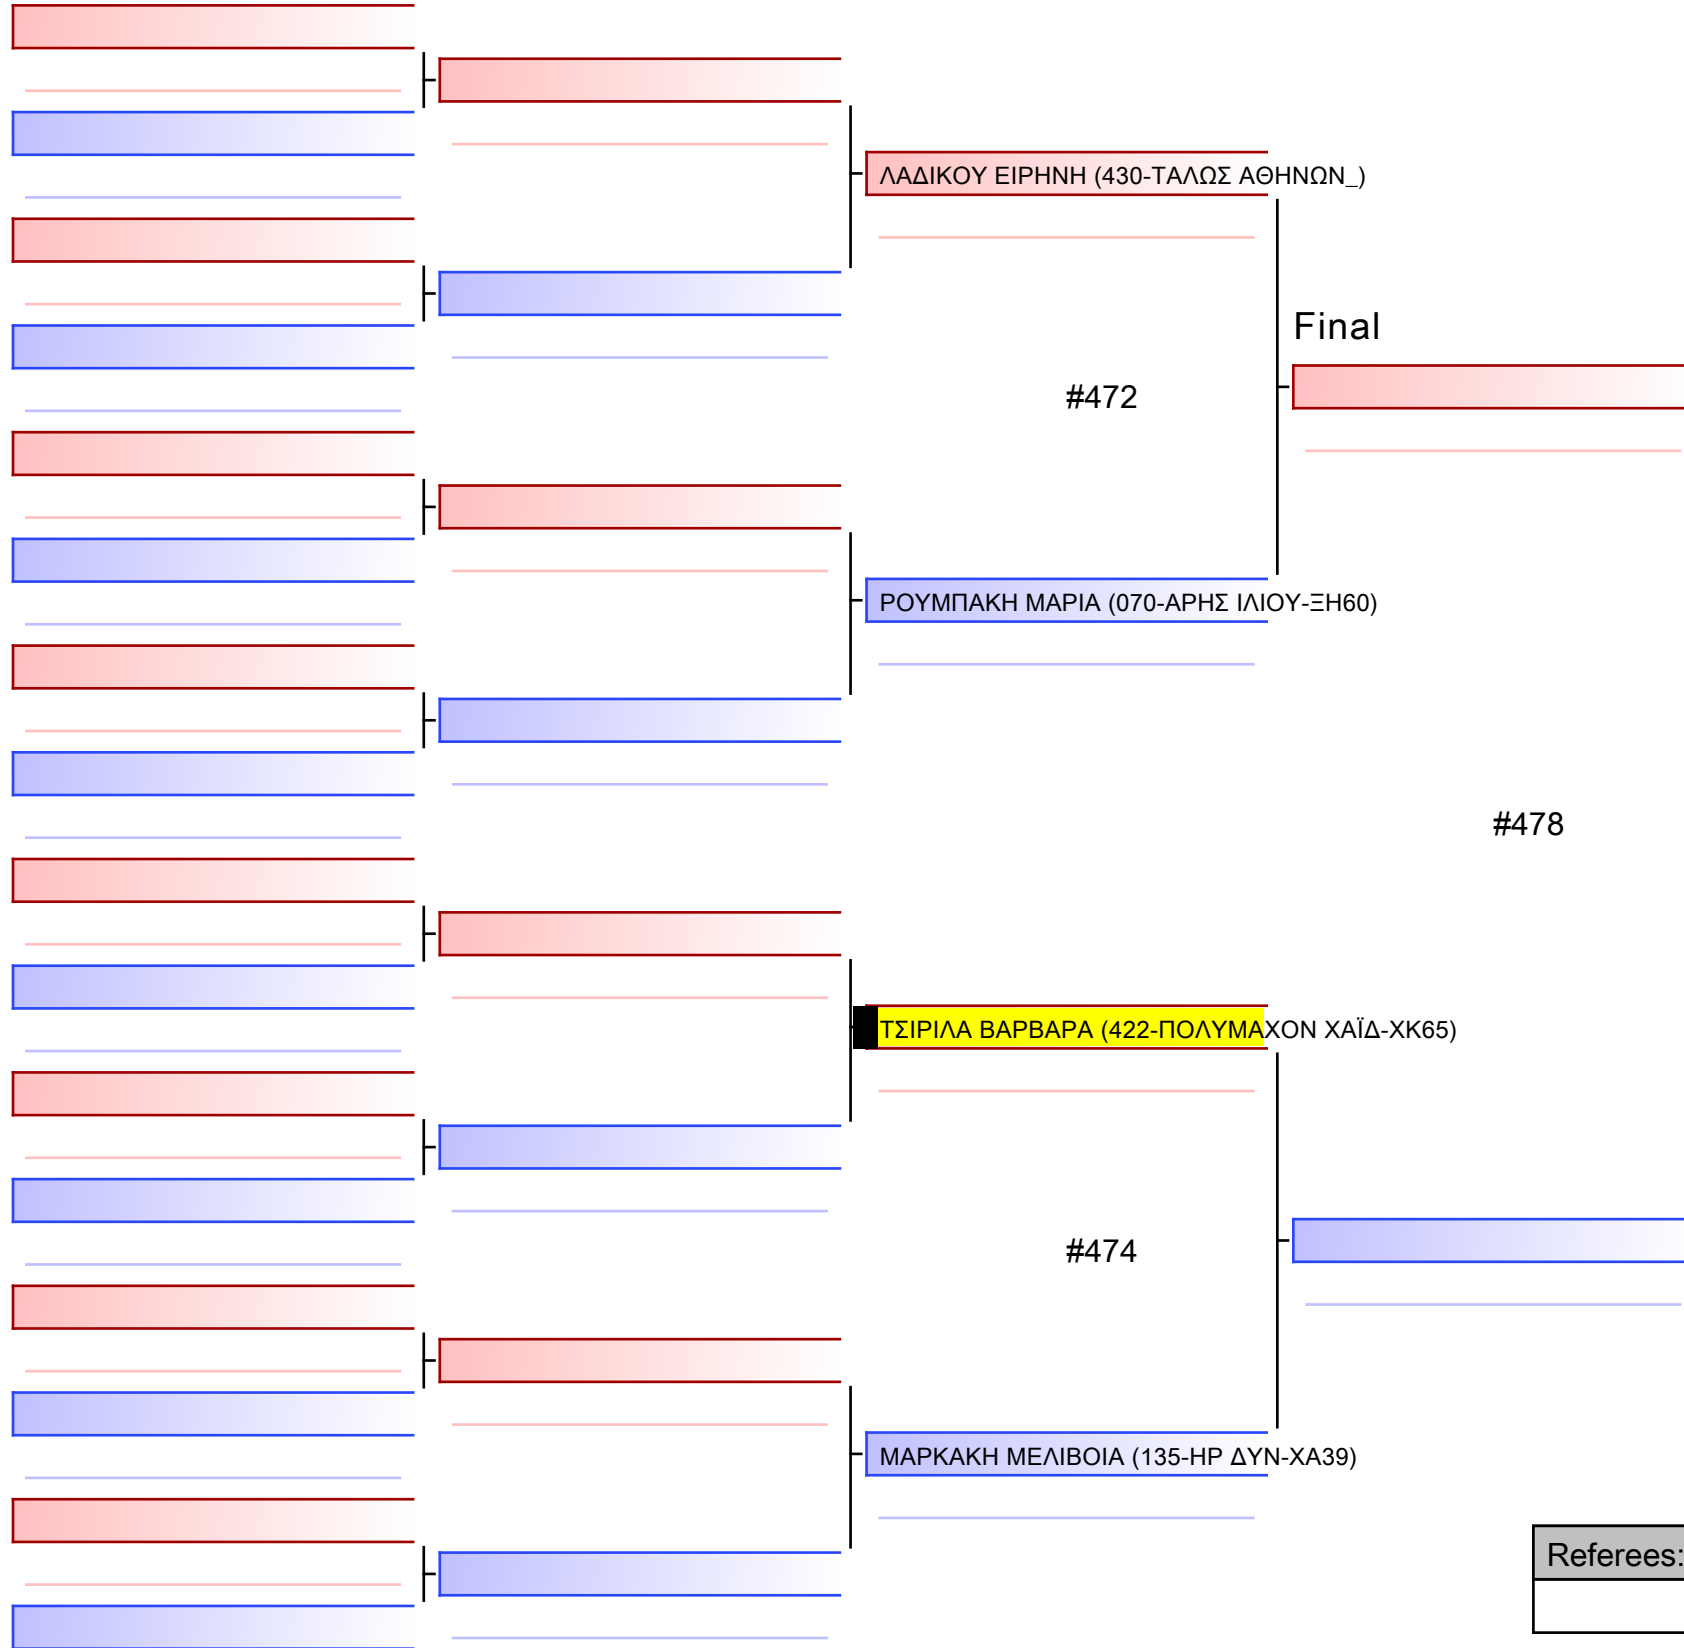 ΛΑΔΙΚΟΥ ΕΙΡΗΝΗ (430-ΤΑΛΩΣ ΑΘΗΝΩΝ_)
Final
#472
ΡΟΥΜΠΑΚΗ ΜΑΡΙΑ (070-ΑΡΗΣ ΙΛΙΟΥ-ΞΗ60)
#478
ΤΣΙΡΙΛΑ ΒΑΡΒΑΡΑ (422-ΠΟΛΥΜΑΧΟΝ ΧΑΪΔ-ΧΚ65)
#474
ΜΑΡΚΑΚΗ ΜΕΛΙΒΟΙΑ (135-ΗΡ ΔΥΝ-ΧΑ39)
Referees: